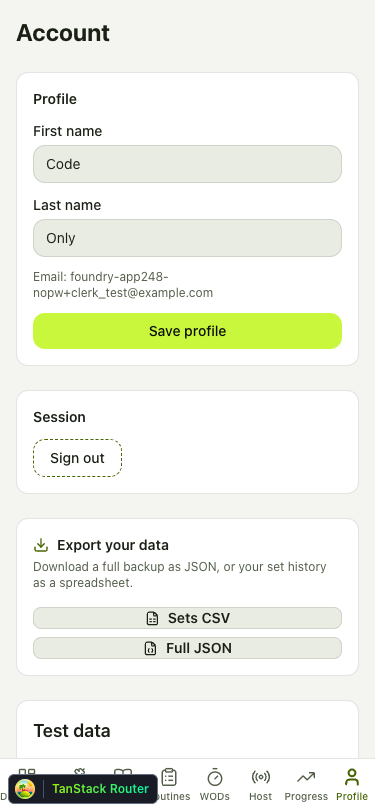 Account
Profile
First name
Code
Last name
Only
Email: foundry-app248-
nopw+clerk_test@example.com
Save profile
Session
Sign out
Export your data
Download a full backup as JSON, or your set history
as a spreadsheet.
Sets CSV
Full JSON
Test data
TanStack Router
WODs
Host
Progress
Profile